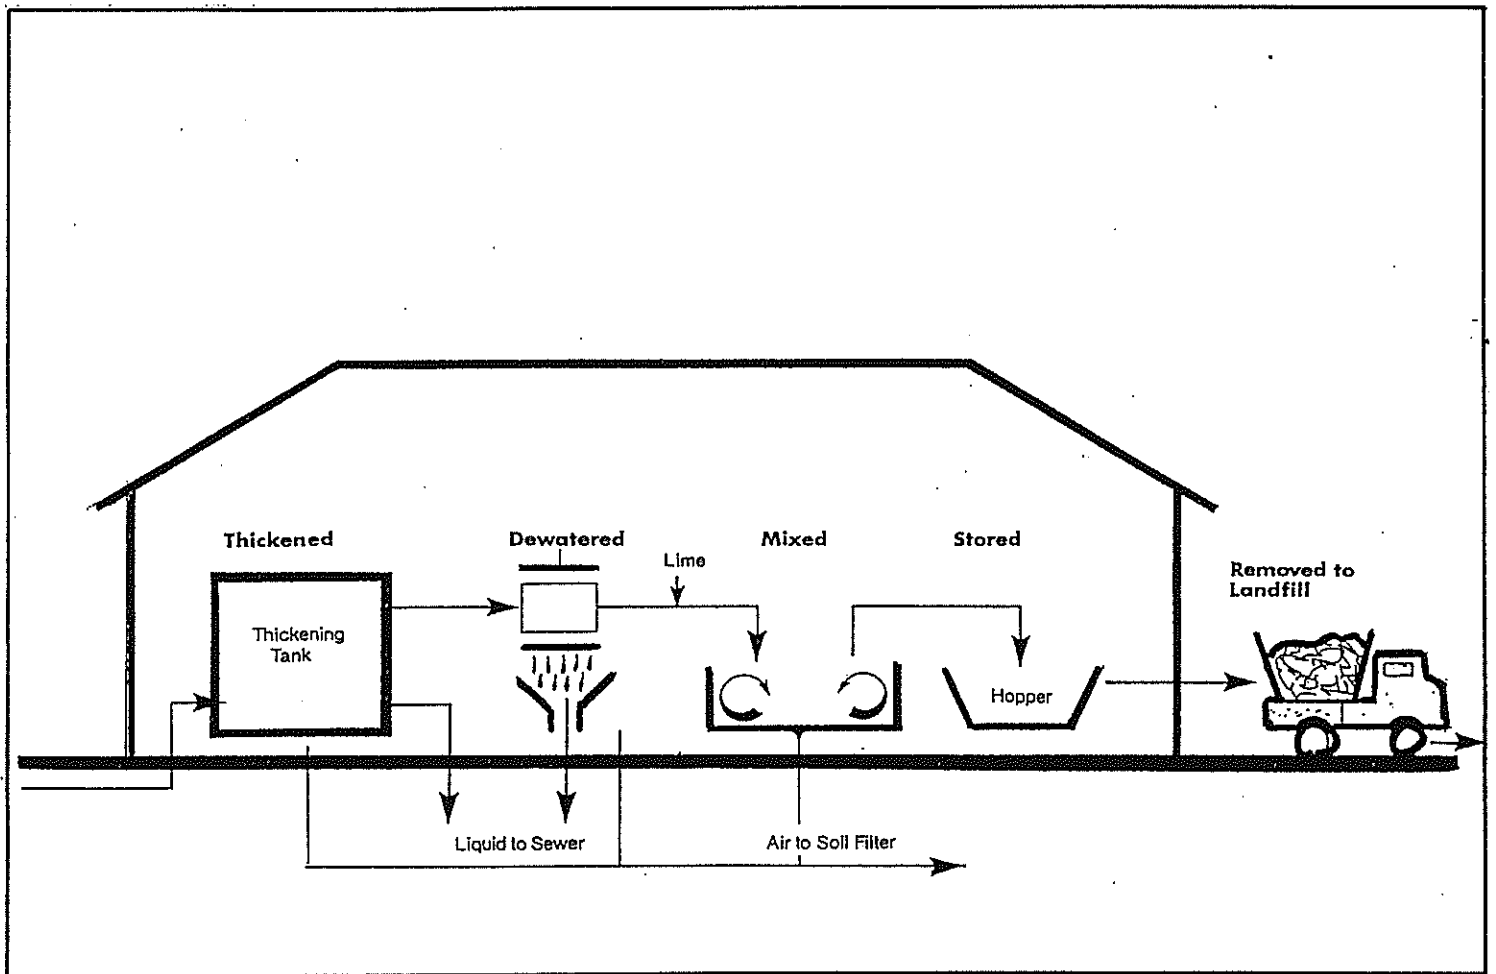 Thickened
Dewatered
Mixed
Stored
Lime
Removed to
Landfill
Thickening
Tank
Hopper
Liquid to Sewer
Air to Soil Filter